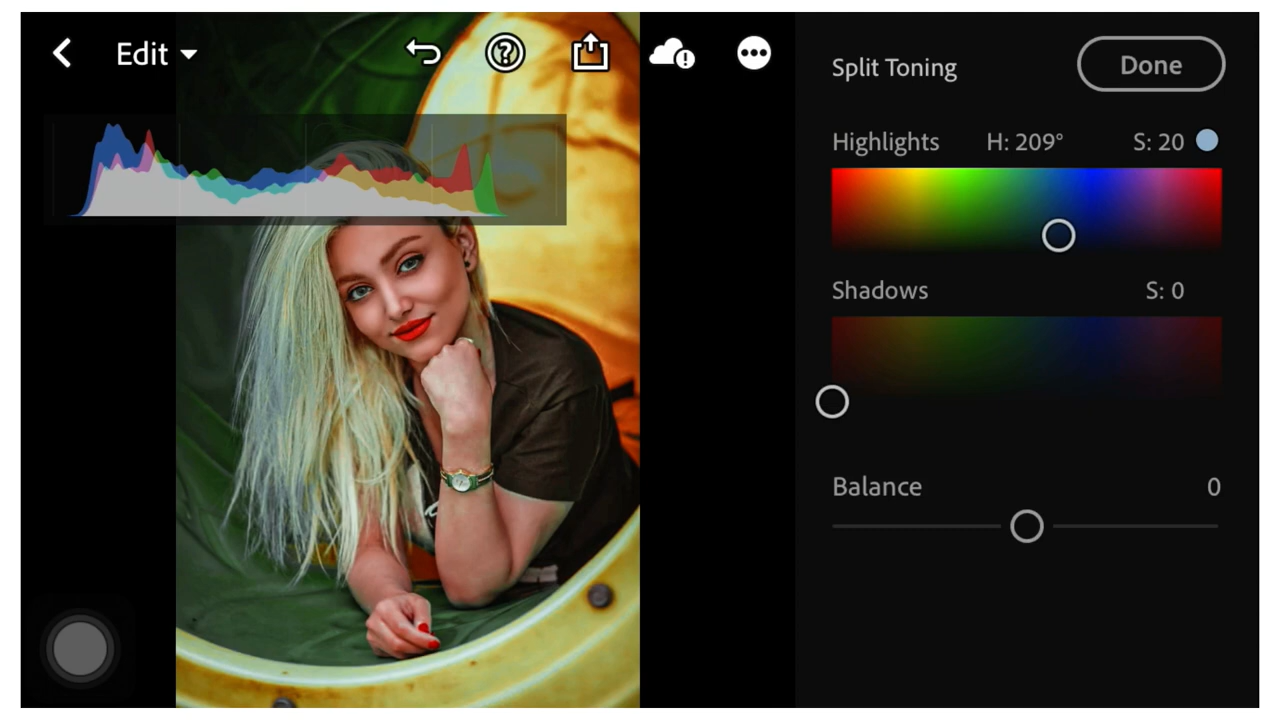 Edit
Split Toning
Done
Highlights H: 209° S: 20
Shadows S: 0
Balance 0